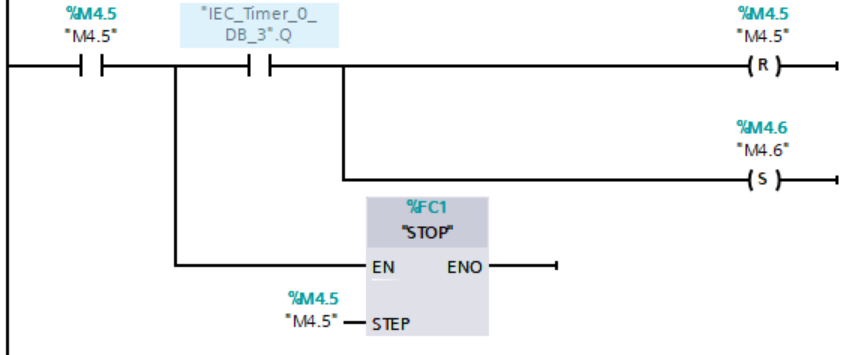 %M4.5
"M4.5"
"IEC_Timer_0_
DB_3".Q
%M4.5
"M4.5"
R
%M4.6
"M4.6"
S
%FC1
"STOP"
EN
ENO
%M4.5
"M4.5"
STEP